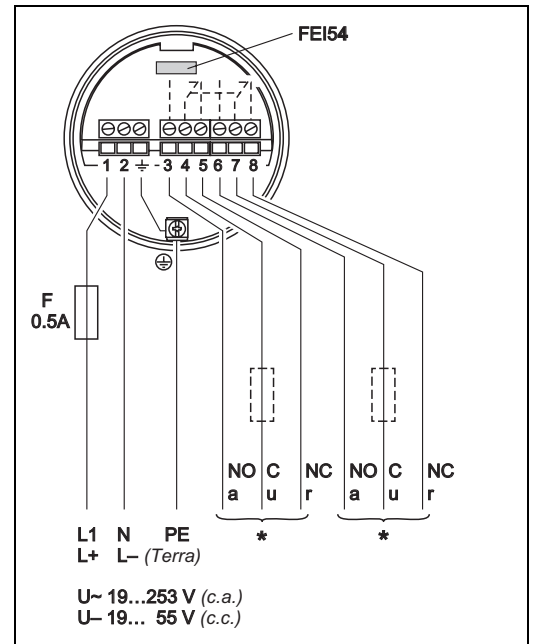 FEI54
1 2 - 3 4 5 6 7 8
F
0.5A
NO C NC NO C NC
a u r a u r
L1 N PE * *
L+ L– (Terra)
U~ 19...253 V (c.a.)
U– 19... 55 V (c.c.)